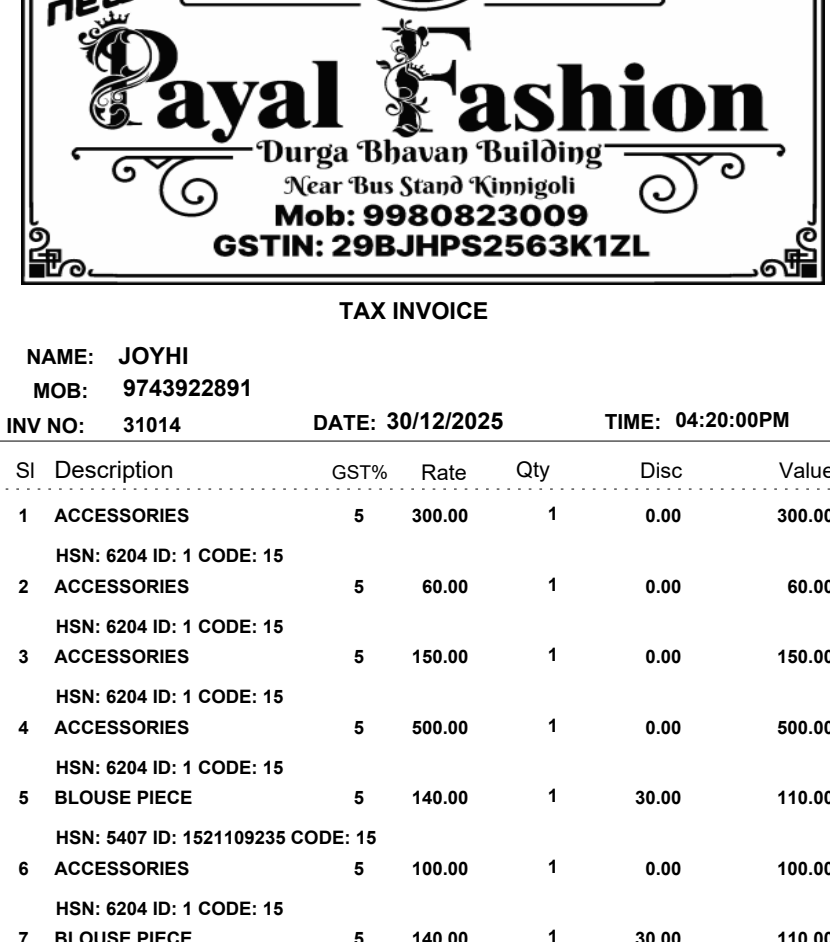 new
Payal Fashion
Durga Bhavan Building
Near Bus Stand Kinnigoli
Mob: 9980823009
GSTIN: 29BJHPS2563K1ZL
TAX INVOICE
NAME: JOYHI
MOB: 9743922891
INV NO: 31014 DATE: 30/12/2025 TIME: 04:20:00PM
Sl Description GST% Rate Qty Disc Value
1 ACCESSORIES 5 300.00 1 0.00 300.00
HSN: 6204 ID: 1 CODE: 15
2 ACCESSORIES 5 60.00 1 0.00 60.00
HSN: 6204 ID: 1 CODE: 15
3 ACCESSORIES 5 150.00 1 0.00 150.00
HSN: 6204 ID: 1 CODE: 15
4 ACCESSORIES 5 500.00 1 0.00 500.00
HSN: 6204 ID: 1 CODE: 15
5 BLOUSE PIECE 5 140.00 1 30.00 110.00
HSN: 5407 ID: 1521109235 CODE: 15
6 ACCESSORIES 5 100.00 1 0.00 100.00
HSN: 6204 ID: 1 CODE: 15
7 BLOUSE PIECE 5 140.00 1 30.00 110.00